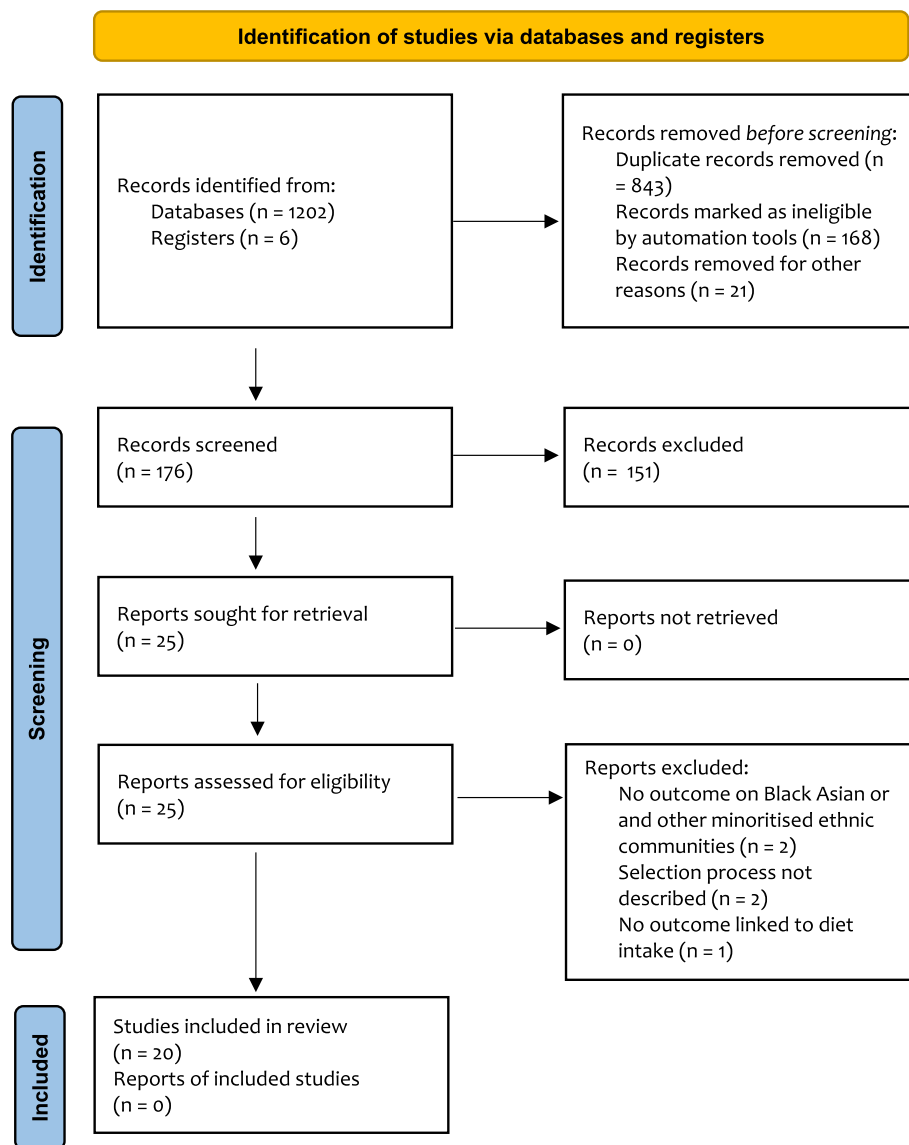 Identification of studies via databases and registers
Identification
Records identified from:
Databases (n = 1202)
Registers (n = 6)
Records removed before screening:
Duplicate records removed (n
= 843)
Records marked as ineligible
by automation tools (n = 168)
Records removed for other
reasons (n = 21)
Screening
Records screened
(n = 176)
Records excluded
(n = 151)
Reports sought for retrieval
(n = 25)
Reports not retrieved
(n = 0)
Reports assessed for eligibility
(n = 25)
Reports excluded:
No outcome on Black Asian or
and other minoritised ethnic
communities (n = 2)
Selection process not
described (n = 2)
No outcome linked to diet
intake (n = 1)
Included
Studies included in review
(n = 20)
Reports of included studies
(n = 0)